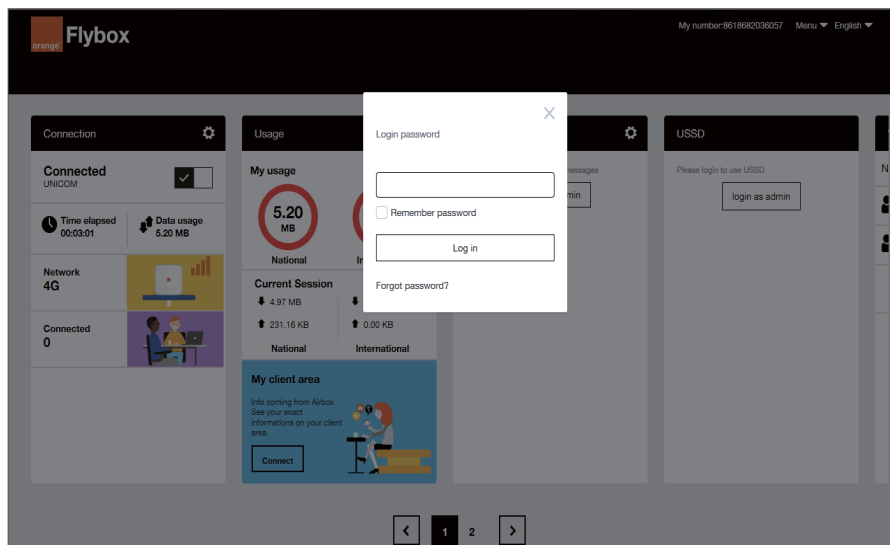 orange
Flybox
My number:8618682036057 Menu English
Connection
Connected
UNICOM
Time elapsed
00:03:01
Data usage
5.20 MB
Network
4G
Connected
0
Usage
My usage
5.20
MB
National
Current Session
4.97 MB
231.16 KB
0.00 KB
National International
My client area
Info coming from Airbox
See your exact
informations on your client
area.
Connect
Login password
Remember password
Log in
Forgot password?
USSD
Please login to use USSD
login as admin
1 2